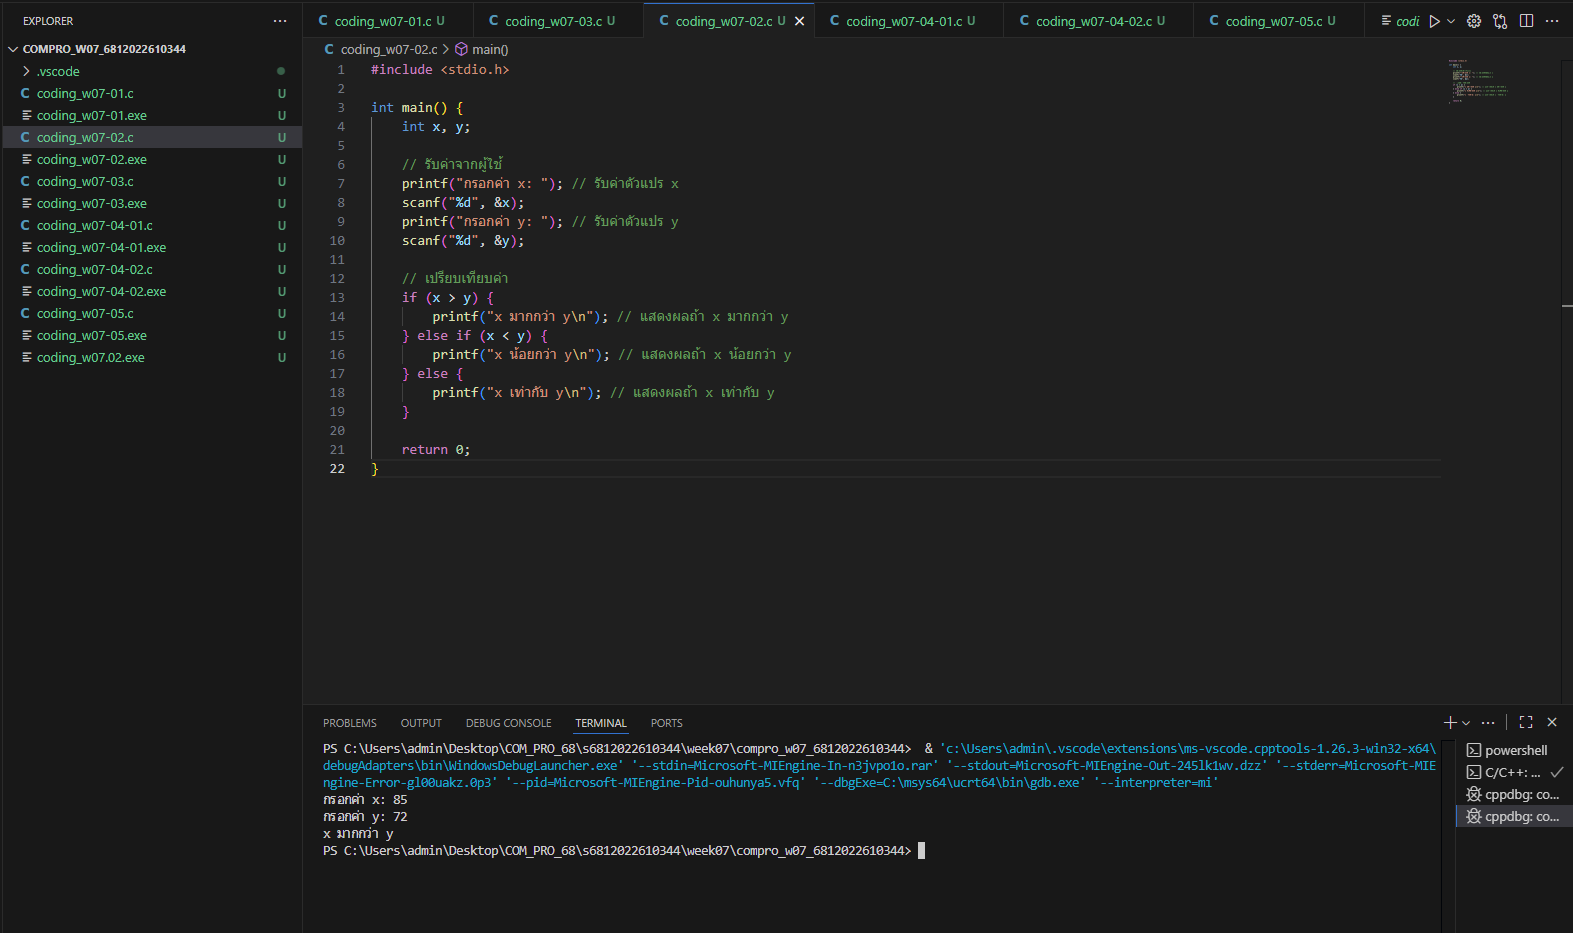 EXPLORER
COMPRO_W07_6812022610344
.vscode
coding_w07-01.c U
coding_w07-01.exe U
coding_w07-02.c U
coding_w07-02.exe U
coding_w07-03.c U
coding_w07-03.exe U
coding_w07-04-01.c U
coding_w07-04-01.exe U
coding_w07-04-02.c U
coding_w07-04-02.exe U
coding_w07-05.c U
coding_w07-05.exe U
coding_w07.02.exe U
coding_w07-01.c U coding_w07-03.c U coding_w07-02.c U coding_w07-04-01.c U coding_w07-04-02.c U coding_w07-05.c U codi
coding_w07-02.c > main()
1 #include <stdio.h>
2
3 int main() {
4 int x, y;
5
6 // รับค่าจากผู้ใช้
7 printf("กรอกค่า x: "); // รับค่าตัวแปร x
8 scanf("%d", &x);
9 printf("กรอกค่า y: "); // รับค่าตัวแปร y
10 scanf("%d", &y);
11
12 // เปรียบเทียบค่า
13 if (x > y) {
14 printf("x มากกว่า y\n"); // แสดงผลถ้า x มากกว่า y
15 } else if (x < y) {
16 printf("x น้อยกว่า y\n"); // แสดงผลถ้า x น้อยกว่า y
17 } else {
18 printf("x เท่ากับ y\n"); // แสดงผลถ้า x เท่ากับ y
19 }
20
21 return 0;
22 }
PROBLEMS OUTPUT DEBUG CONSOLE TERMINAL PORTS
PS C:\Users\admin\Desktop\COM_PRO_68\s6812022610344\week07\compro_w07_6812022610344> & 'c:\Users\admin\.vscode\extensions\ms-vscode.cpptools-1.26.3-win32-x64\
debugAdapters\bin\WindowsDebugLauncher.exe' '--stdin=Microsoft-MIEngine-In-n3jvpo1o.rar' '--stdout=Microsoft-MIEngine-Out-245lk1wv.dzz' '--stderr=Microsoft-MIE
ngine-Error-gl00uakz.0p3' '--pid=Microsoft-MIEngine-Pid-ouhunya5.vfq' '--dbgExe=C:\msys64\ucrt64\bin\gdb.exe' '--interpreter=mi'
กรอกค่า x: 85
กรอกค่า y: 72
x มากกว่า y
PS C:\Users\admin\Desktop\COM_PRO_68\s6812022610344\week07\compro_w07_6812022610344>
powershell
C/C++: ...
cppdbg: co...
cppdbg: co...